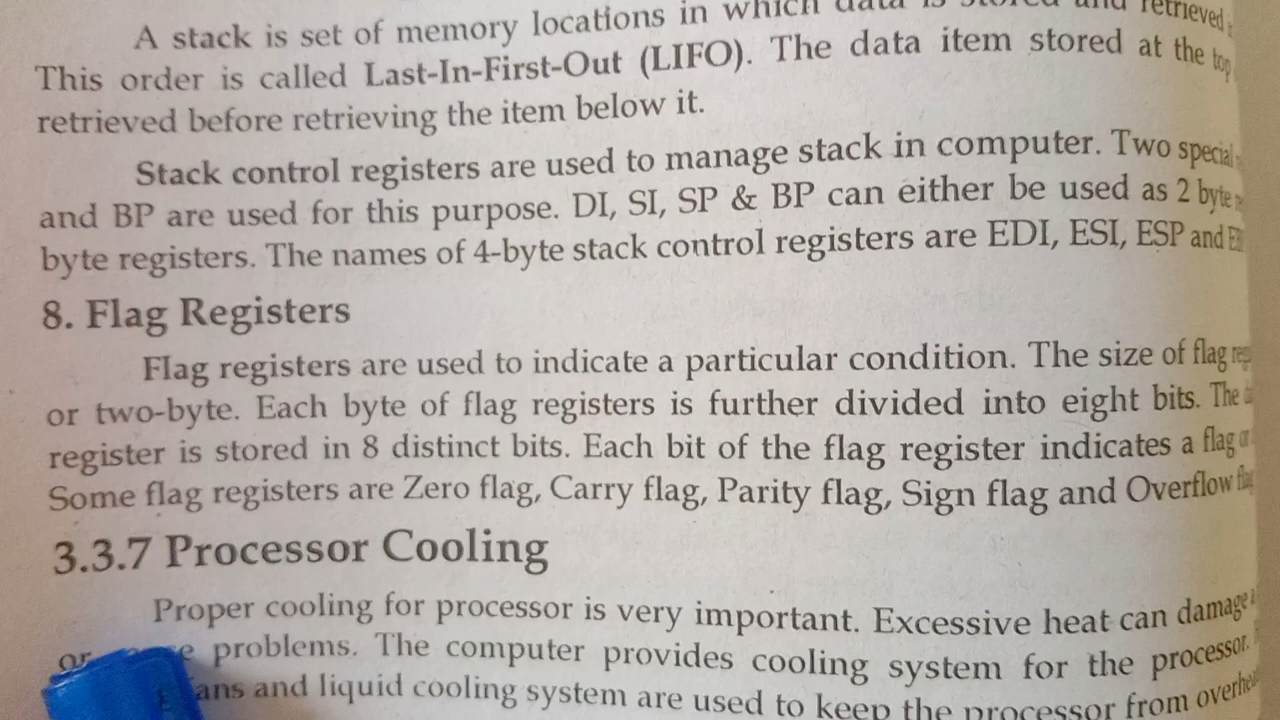 A stack is set of memory locations in which data is stored and retrieved
This order is called Last-In-First-Out (LIFO). The data item stored at the top
retrieved before retrieving the item below it.
Stack control registers are used to manage stack in computer. Two special
and BP are used for this purpose. DI, SI, SP & BP can either be used as 2 byte
byte registers. The names of 4-byte stack control registers are EDI, ESI, ESP and
8. Flag Registers
Flag registers are used to indicate a particular condition. The size of flag
or two-byte. Each byte of flag registers is further divided into eight bits. The
register is stored in 8 distinct bits. Each bit of the flag register indicates a flag
Some flag registers are Zero flag, Carry flag, Parity flag, Sign flag and Overflow
3.3.7 Processor Cooling
Proper cooling for processor is very important. Excessive heat can damage
or problems. The computer provides cooling system for the processor.
and liquid cooling system are used to keep the processor from